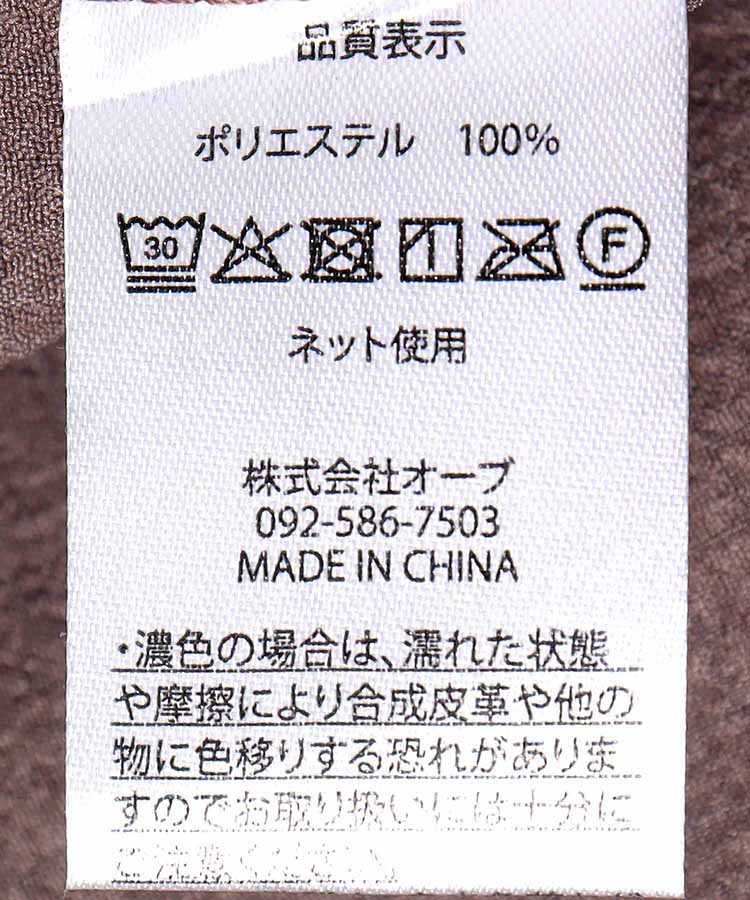 品質表示
ポリエステル 100%
30
F
ネット使用
株式会社オーブ
092-586-7503
MADE IN CHINA
・濃色の場合は、濡れた状態
や摩擦により合成皮革や他の
物に色移りする恐れがありま
すのでお取り扱いには十分に